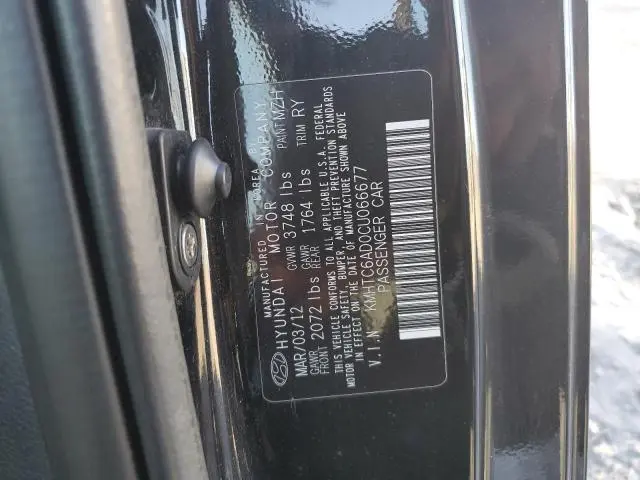 MANUFACTURED IN KOREA
HYUNDAI MOTOR COMPANY
MAR/03/12 GVWR 3748 lbs PAINT MZH
GAWR FRONT 2072 lbs GAWR REAR 1764 lbs TRIM RY
THIS VEHICLE CONFORMS TO ALL APPLICABLE U.S.A. FEDERAL
MOTOR VEHICLE SAFETY, BUMPER, AND THEFT PREVENTION STANDARDS
IN EFFECT ON THE DATE OF MANUFACTURE SHOWN ABOVE
V.I.N KMHTC6AD0CU066677
PASSENGER CAR